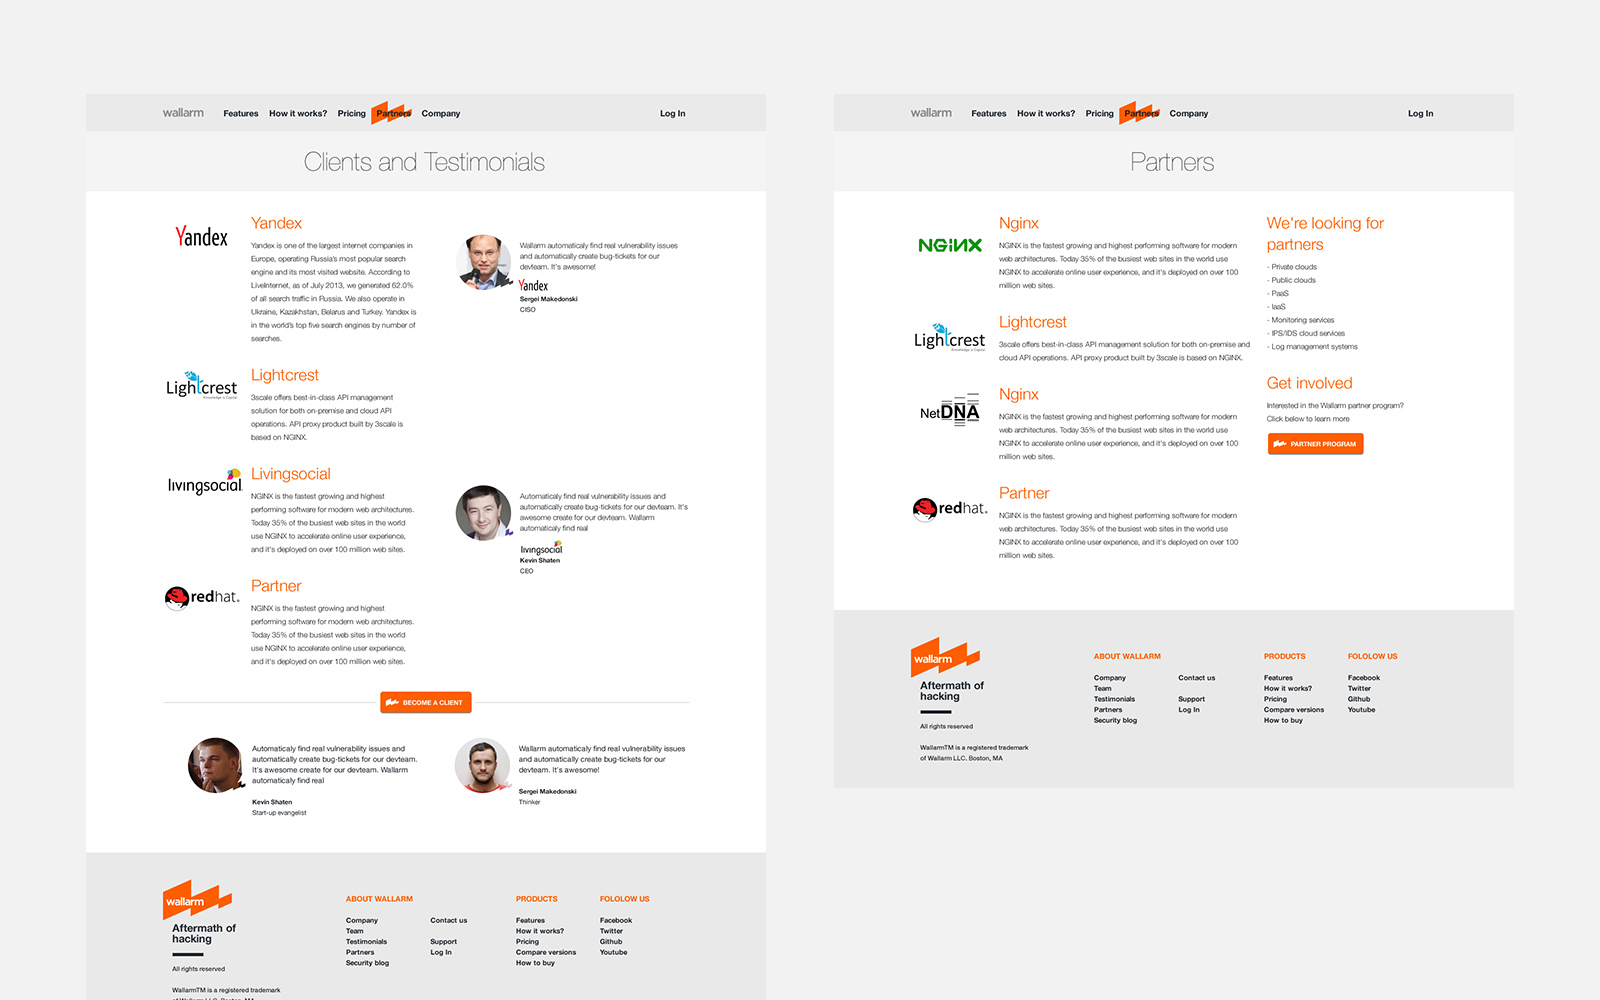 wallarm Features How it works? Pricing Partners Company Log In
Clients and Testimonials
Yandex
Yandex
Yandex is one of the largest internet companies in
Europe, operating Russia's most popular search
engine and its most visited website. According to
LiveInternet, as of July 2013, we generated 62.0%
of all search traffic in Russia. We also operate in
Ukraine, Kazakhstan, Belarus and Turkey. Yandex is
in the world's top five search engines by number of
searches.
Wallarm automaticaly find real vulnerability issues
and automatically create bug-tickets for our
devteam. It's awesome!
Yandex
Sergei Makedonski
CISO
Lightcrest
Lightcrest
3scale offers best-in-class API management
solution for both on-premise and cloud API
operations. API proxy product built by 3scale is
based on NGINX.
livingsocial
Livingsocial
NGINX is the fastest growing and highest
performing software for modern web architectures.
Today 35% of the busiest web sites in the world
use NGINX to accelerate online user experience,
and it's deployed on over 100 million web sites.
Automaticaly find real vulnerability issues and
automatically create bug-tickets for our devteam. It's
awesome create for our devteam. Wallarm
automaticaly find real
livingsocial
Kevin Shaten
CEO
redhat.
Partner
NGINX is the fastest growing and highest
performing software for modern web architectures.
Today 35% of the busiest web sites in the world
use NGINX to accelerate online user experience,
and it's deployed on over 100 million web sites.
BECOME A CLIENT
Automaticaly find real vulnerability issues and
automatically create bug-tickets for our devteam.
It's awesome create for our devteam. Wallarm
automaticaly find real
Kevin Shaten
Start-up evangelist
Wallarm automaticaly find real vulnerability issues
and automatically create bug-tickets for our
devteam. It's awesome!
Sergei Makedonski
Thinker
wallarm
Aftermath of
hacking
All rights reserved
WallarmTM is a registered trademark
of Wallarm LLC. Boston, MA
ABOUT WALLARM
Company
Team
Testimonials
Partners
Security blog
Contact us
Support
Log In
PRODUCTS
Features
How it works?
Pricing
Compare versions
How to buy
FOLOLOW US
Facebook
Twitter
Github
Youtube
wallarm Features How it works? Pricing Partners Company Log In
Partners
NGINX
Nginx
NGINX is the fastest growing and highest performing software for modern
web architectures. Today 35% of the busiest web sites in the world use
NGINX to accelerate online user experience, and it's deployed on over 100
million web sites.
Lightcrest
Lightcrest
3scale offers best-in-class API management solution for both on-premise and
cloud API operations. API proxy product built by 3scale is based on NGINX.
NetDNA
Nginx
NGINX is the fastest growing and highest performing software for modern
web architectures. Today 35% of the busiest web sites in the world use
NGINX to accelerate online user experience, and it's deployed on over 100
million web sites.
redhat.
Partner
NGINX is the fastest growing and highest performing software for modern
web architectures. Today 35% of the busiest web sites in the world use
NGINX to accelerate online user experience, and it's deployed on over 100
million web sites.
We're looking for
partners
- Private clouds
- Public clouds
- PaaS
- IaaS
- Monitoring services
- IPS/IDS cloud services
- Log management systems
Get involved
Interested in the Wallarm partner program?
Click below to learn more
PARTNER PROGRAM
wallarm
Aftermath of
hacking
All rights reserved
WallarmTM is a registered trademark
of Wallarm LLC. Boston, MA
ABOUT WALLARM
Company
Team
Testimonials
Partners
Security blog
Contact us
Support
Log In
PRODUCTS
Features
How it works?
Pricing
Compare versions
How to buy
FOLOLOW US
Facebook
Twitter
Github
Youtube